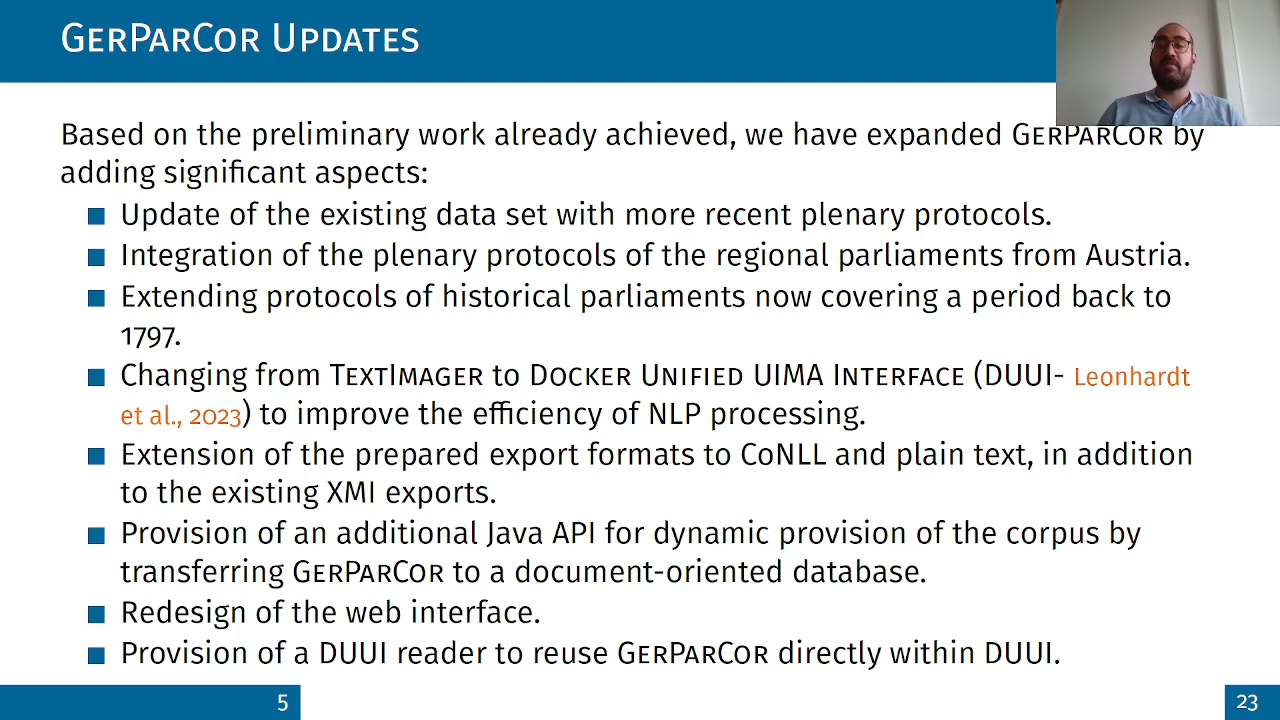 GerParCor Updates
Based on the preliminary work already achieved, we have expanded GerParCor by
adding significant aspects:
Update of the existing data set with more recent plenary protocols.
Integration of the plenary protocols of the regional parliaments from Austria.
Extending protocols of historical parliaments now covering a period back to
1797.
Changing from TextImager to Docker Unified UIMA Interface (DUUI- Leonhardt
et al., 2023) to improve the efficiency of NLP processing.
Extension of the prepared export formats to CoNLL and plain text, in addition
to the existing XMI exports.
Provision of an additional Java API for dynamic provision of the corpus by
transferring GerParCor to a document-oriented database.
Redesign of the web interface.
Provision of a DUUI reader to reuse GerParCor directly within DUUI.
5
23